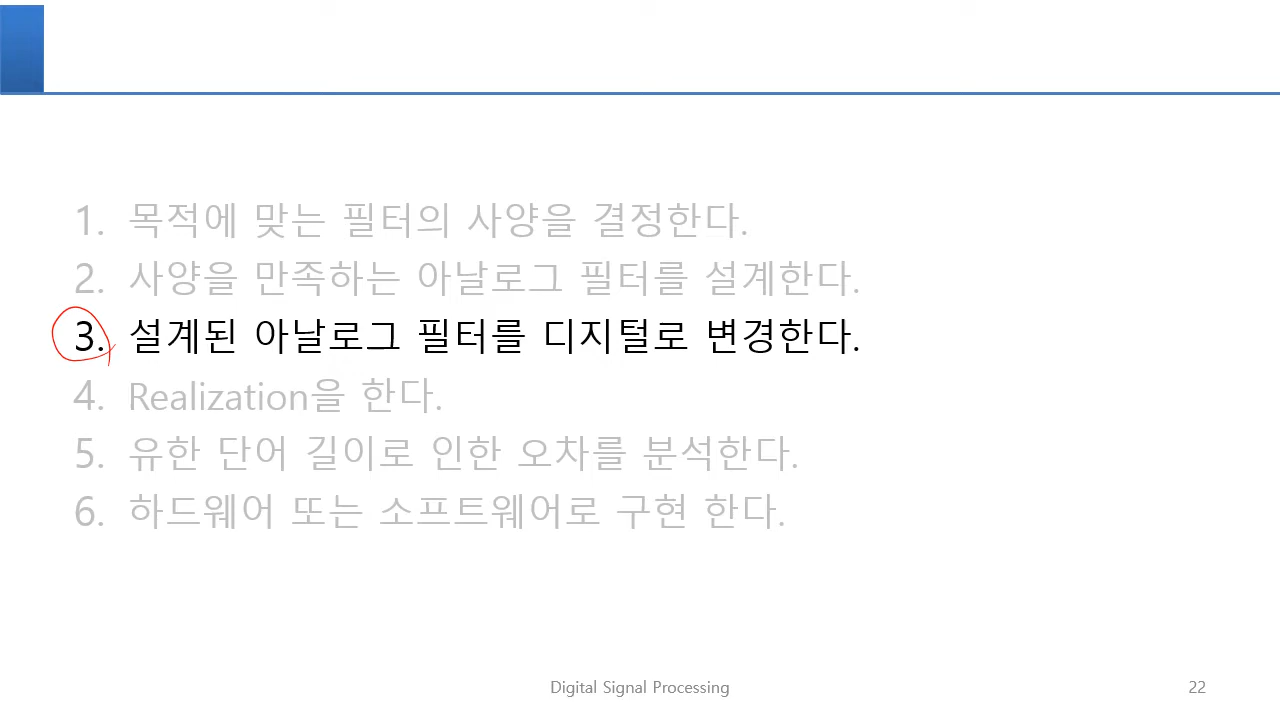 1. 목적에 맞는 필터의 사양을 결정한다.
2. 사양을 만족하는 아날로그 필터를 설계한다.
3. 설계된 아날로그 필터를 디지털로 변경한다.
4. Realization을 한다.
5. 유한 단어 길이로 인한 오차를 분석한다.
6. 하드웨어 또는 소프트웨어로 구현 한다.
Digital Signal Processing
22